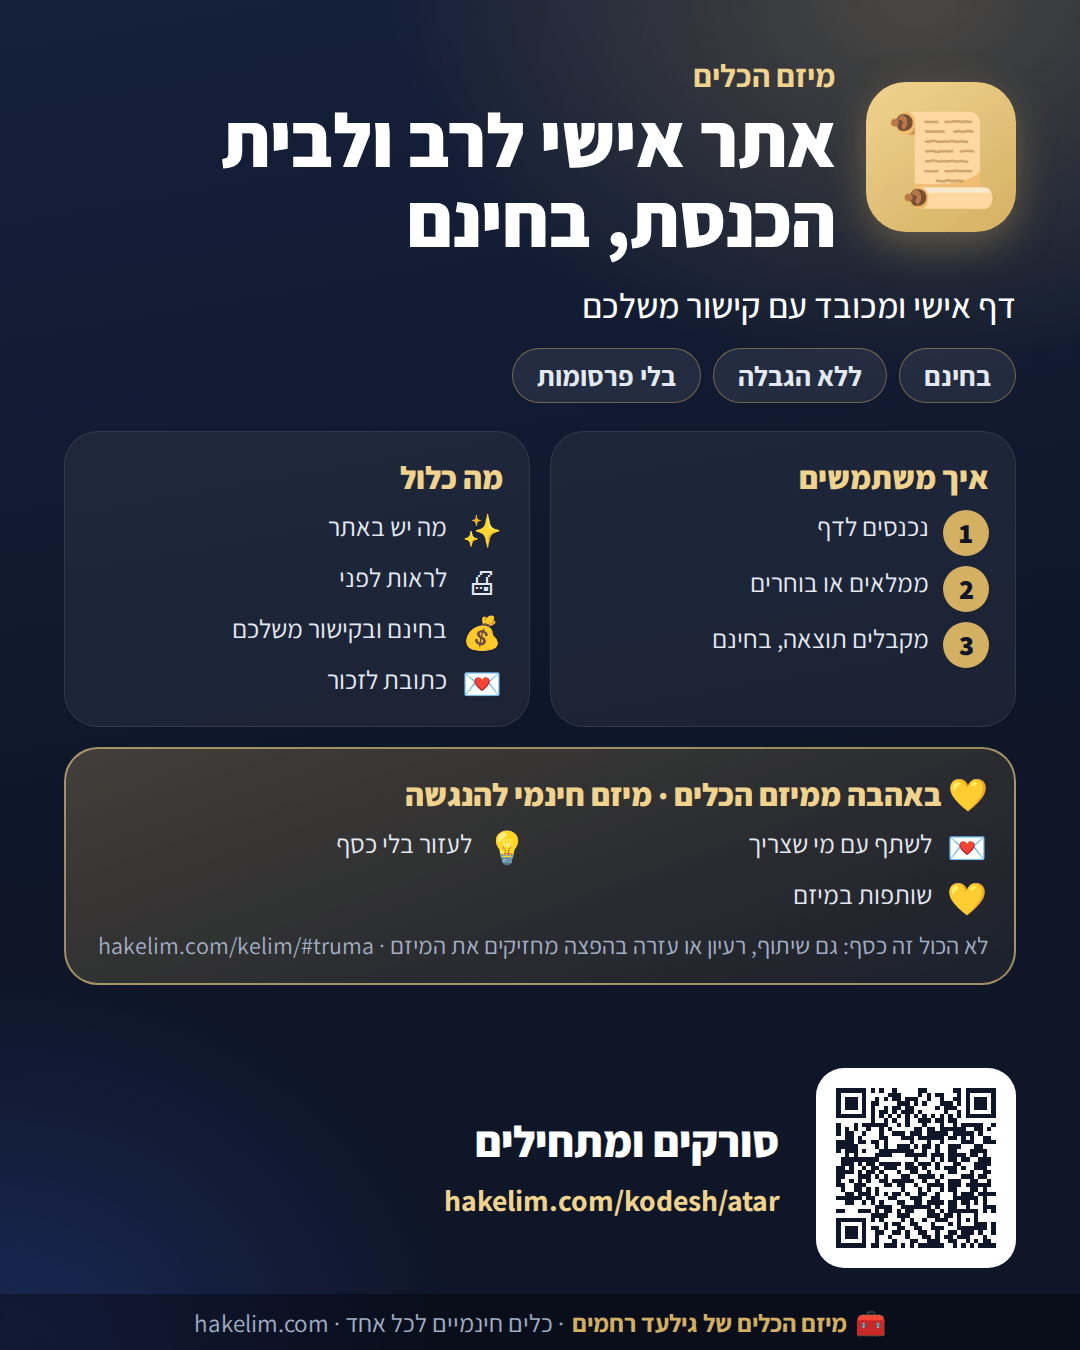 מיזם הכלים
אתר אישי לרב ולבית
הכנסת, בחינם
דף אישי ומכובד עם קישור משלכם
בחינם
ללא הגבלה
בלי פרסומות
איך משתמשים
1 נכנסים לדף
2 ממלאים או בוחרים
3 מקבלים תוצאה, בחינם
מה כלול
מה יש באתר
לראות לפני
בחינם ובקישור משלכם
כתובת לזכור
באהבה ממיזם הכלים · מיזם חינמי להנגשה
לשתף עם מי שצריך
לעזור בלי כסף
שותפות במיזם
לא הכול זה כסף: גם שיתוף, רעיון או עזרה בהפצה מחזיקים את המיזם · hakelim.com/kelim/#truma
סורקים ומתחילים
hakelim.com/kodesh/atar
מיזם הכלים של גילעד רחמים · כלים חינמיים לכל אחד · hakelim.com